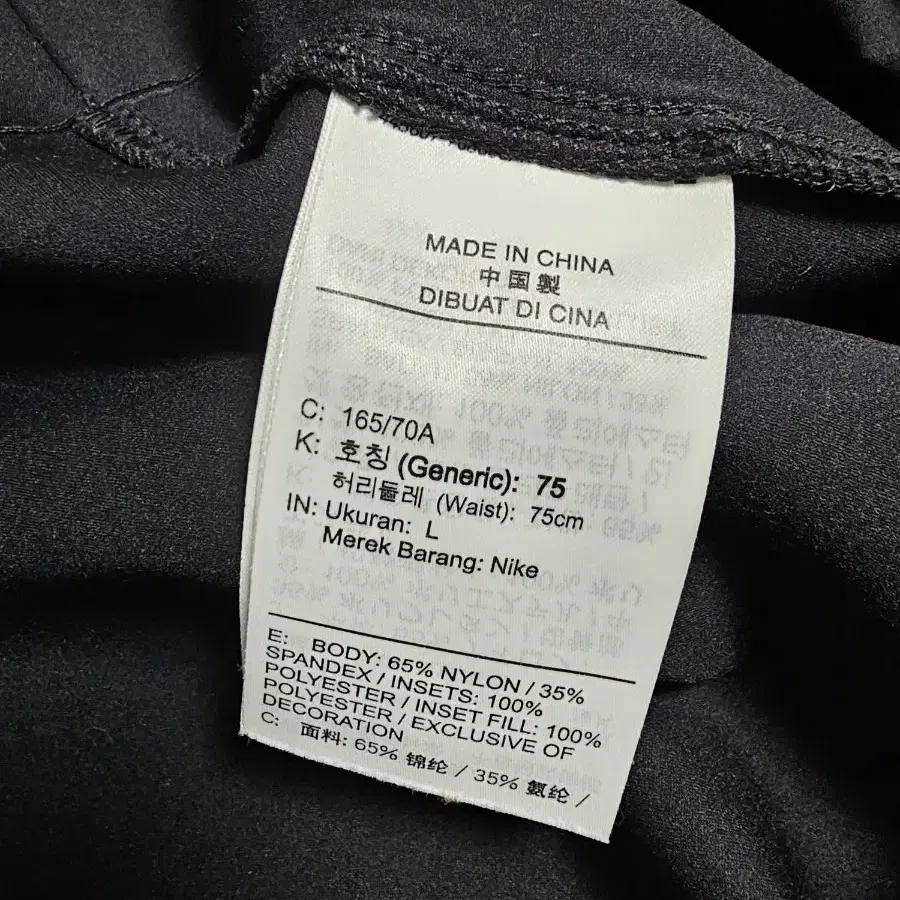 MADE IN CHINA
中国製
DIBUAT DI CINA
C: 165/70A
K: 호칭 (Generic): 75
허리둘레 (Waist): 75cm
IN: Ukuran: L
Merek Barang: Nike
E: BODY: 65% NYLON / 35%
SPANDEX / INSETS: 100%
POLYESTER / INSET FILL: 100%
POLYESTER / EXCLUSIVE OF
DECORATION
C: 面料: 65% 锦纶 / 35% 氨纶 /